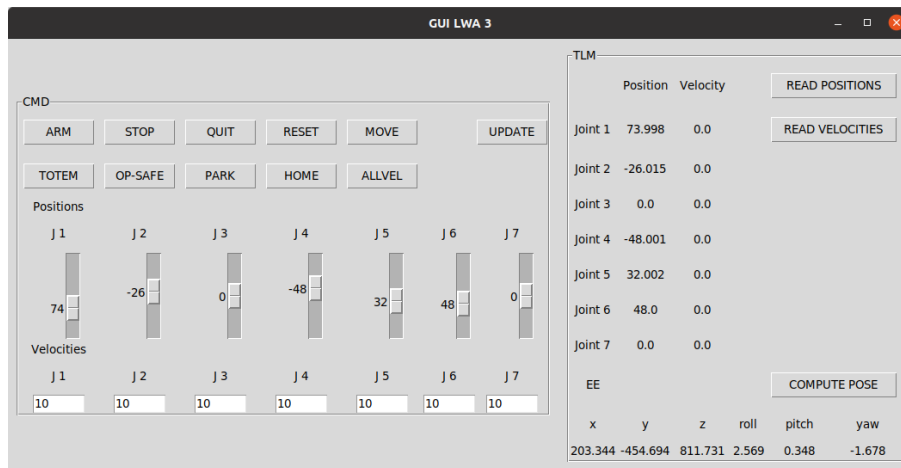 GUI LWA 3
CMD
ARM STOP QUIT RESET MOVE UPDATE
TOTEM OP-SAFE PARK HOME ALLVEL
Positions
J 1 J 2 J 3 J 4 J 5 J 6 J 7
74 -26 0 -48 32 48 0
Velocities
J 1 J 2 J 3 J 4 J 5 J 6 J 7
10 10 10 10 10 10 10
TLM
Position Velocity READ POSITIONS
Joint 1 73.998 0.0 READ VELOCITIES
Joint 2 -26.015 0.0
Joint 3 0.0 0.0
Joint 4 -48.001 0.0
Joint 5 32.002 0.0
Joint 6 48.0 0.0
Joint 7 0.0 0.0
EE COMPUTE POSE
x y z roll pitch yaw
203.344 -454.694 811.731 2.569 0.348 -1.678